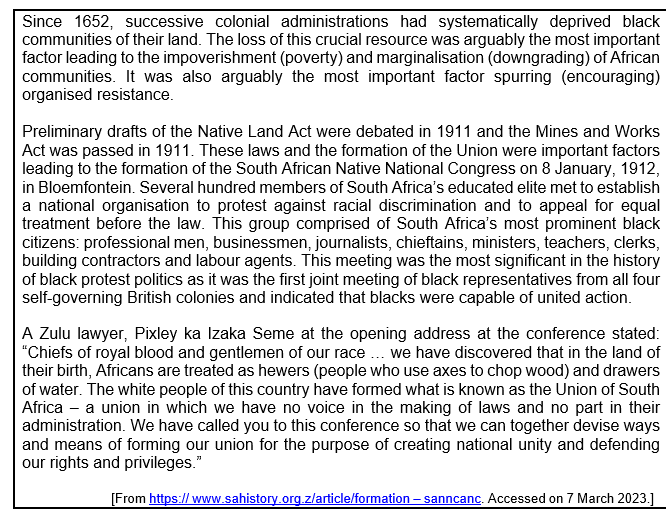 Since 1652, successive colonial administrations had systematically deprived black
communities of their land. The loss of this crucial resource was arguably the most important
factor leading to the impoverishment (poverty) and marginalisation (downgrading) of African
communities. It was also arguably the most important factor spurring (encouraging)
organised resistance.
Preliminary drafts of the Native Land Act were debated in 1911 and the Mines and Works
Act was passed in 1911. These laws and the formation of the Union were important factors
leading to the formation of the South African Native National Congress on 8 January, 1912,
in Bloemfontein. Several hundred members of South Africa's educated elite met to establish
a national organisation to protest against racial discrimination and to appeal for equal
treatment before the law. This group comprised of South Africa's most prominent black
citizens: professional men, businessmen, journalists, chieftains, ministers, teachers, clerks,
building contractors and labour agents. This meeting was the most significant in the history
of black protest politics as it was the first joint meeting of black representatives from all four
self-governing British colonies and indicated that blacks were capable of united action.
A Zulu lawyer, Pixley ka Izaka Seme at the opening address at the conference stated:
“Chiefs of royal blood and gentlemen of our race … we have discovered that in the land of
their birth, Africans are treated as hewers (people who use axes to chop wood) and drawers
of water. The white people of this country have formed what is known as the Union of South
Africa – a union in which we have no voice in the making of laws and no part in their
administration. We have called you to this conference so that we can together devise ways
and means of forming our union for the purpose of creating national unity and defending
our rights and privileges.”
[From https:// www.sahistory.org.z/article/formation – sanncanc. Accessed on 7 March 2023.]